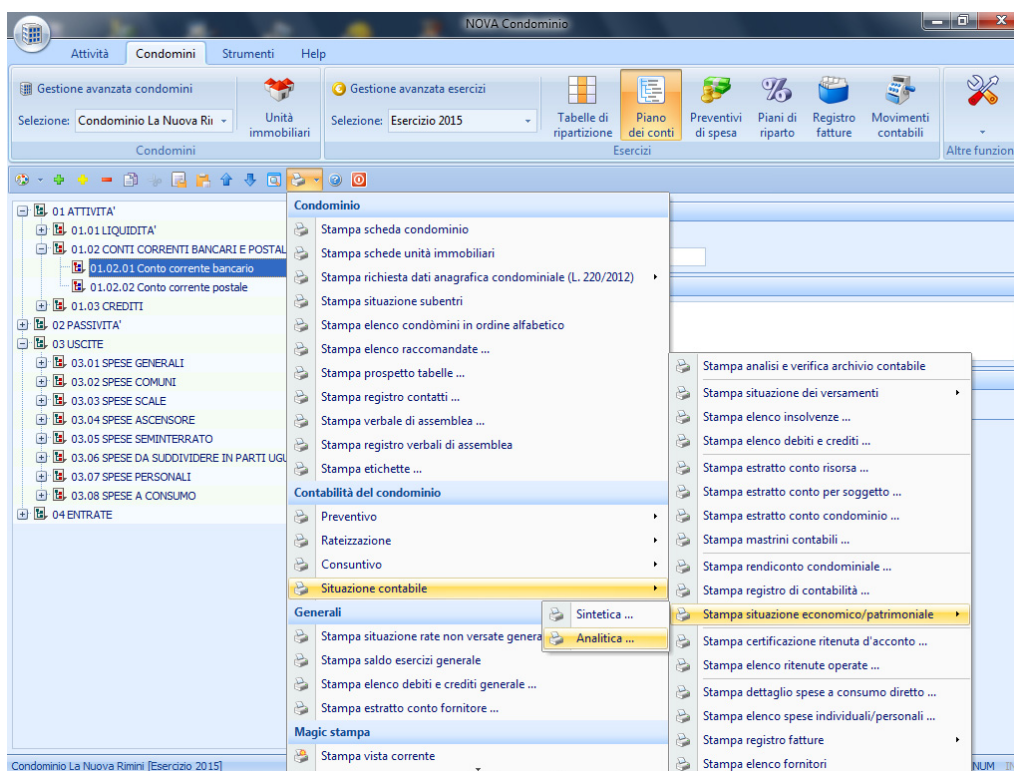 NOVA Condominio
Attività Condomini Strumenti Help
Gestione avanzata condomini
Selezione: Condominio La Nuova Rii
Unità immobiliari
Condomini
Gestione avanzata esercizi
Selezione: Esercizio 2015
Tabelle di ripartizione
Piano dei conti
Preventivi di spesa
Piani di riparto
Registro fatture
Movimenti contabili
Esercizi
Altre funzion
01 ATTIVITA'
01.01 LIQUIDITA'
01.02 CONTI CORRENTI BANCARI E POSTAL
01.02.01 Conto corrente bancario
01.02.02 Conto corrente postale
01.03 CREDITI
02 PASSIVITA'
03 USCITE
03.01 SPESE GENERALI
03.02 SPESE COMUNI
03.03 SPESE SCALE
03.04 SPESE ASCENSORE
03.05 SPESE SEMINTERRATO
03.06 SPESE DA SUDDIVIDERE IN PARTI UGU
03.07 SPESE PERSONALI
03.08 SPESE A CONSUMO
04 ENTRATE
Condominio
Stampa scheda condominio
Stampa schede unità immobiliari
Stampa richiesta dati anagrafica condominiale (L. 220/2012)
Stampa situazione subentri
Stampa elenco condòmini in ordine alfabetico
Stampa elenco raccomandate ...
Stampa prospetto tabelle ...
Stampa registro contatti ...
Stampa verbale di assemblea ...
Stampa registro verbali di assemblea
Stampa etichette ...
Contabilità del condominio
Preventivo
Rateizzazione
Consuntivo
Situazione contabile
Generali
Stampa situazione rate non versate genera
Stampa saldo esercizi generale
Stampa elenco debiti e crediti generale ...
Stampa estratto conto fornitore ...
Magic stampa
Stampa vista corrente
Sintetica ...
Analitica ...
Stampa analisi e verifica archivio contabile
Stampa situazione dei versamenti
Stampa elenco insolvenze ...
Stampa elenco debiti e crediti ...
Stampa estratto conto risorsa ...
Stampa estratto conto per soggetto ...
Stampa estratto conto condominio ...
Stampa mastrini contabili ...
Stampa rendiconto condominiale ...
Stampa registro di contabilità ...
Stampa situazione economico/patrimoniale
Stampa certificazione ritenuta d'acconto ...
Stampa elenco ritenute operate ...
Stampa dettaglio spese a consumo diretto ...
Stampa elenco spese individuali/personali ...
Stampa registro fatture
Stampa elenco fornitori
Condominio La Nuova Rimini [Esercizio 2015]
NUM IN